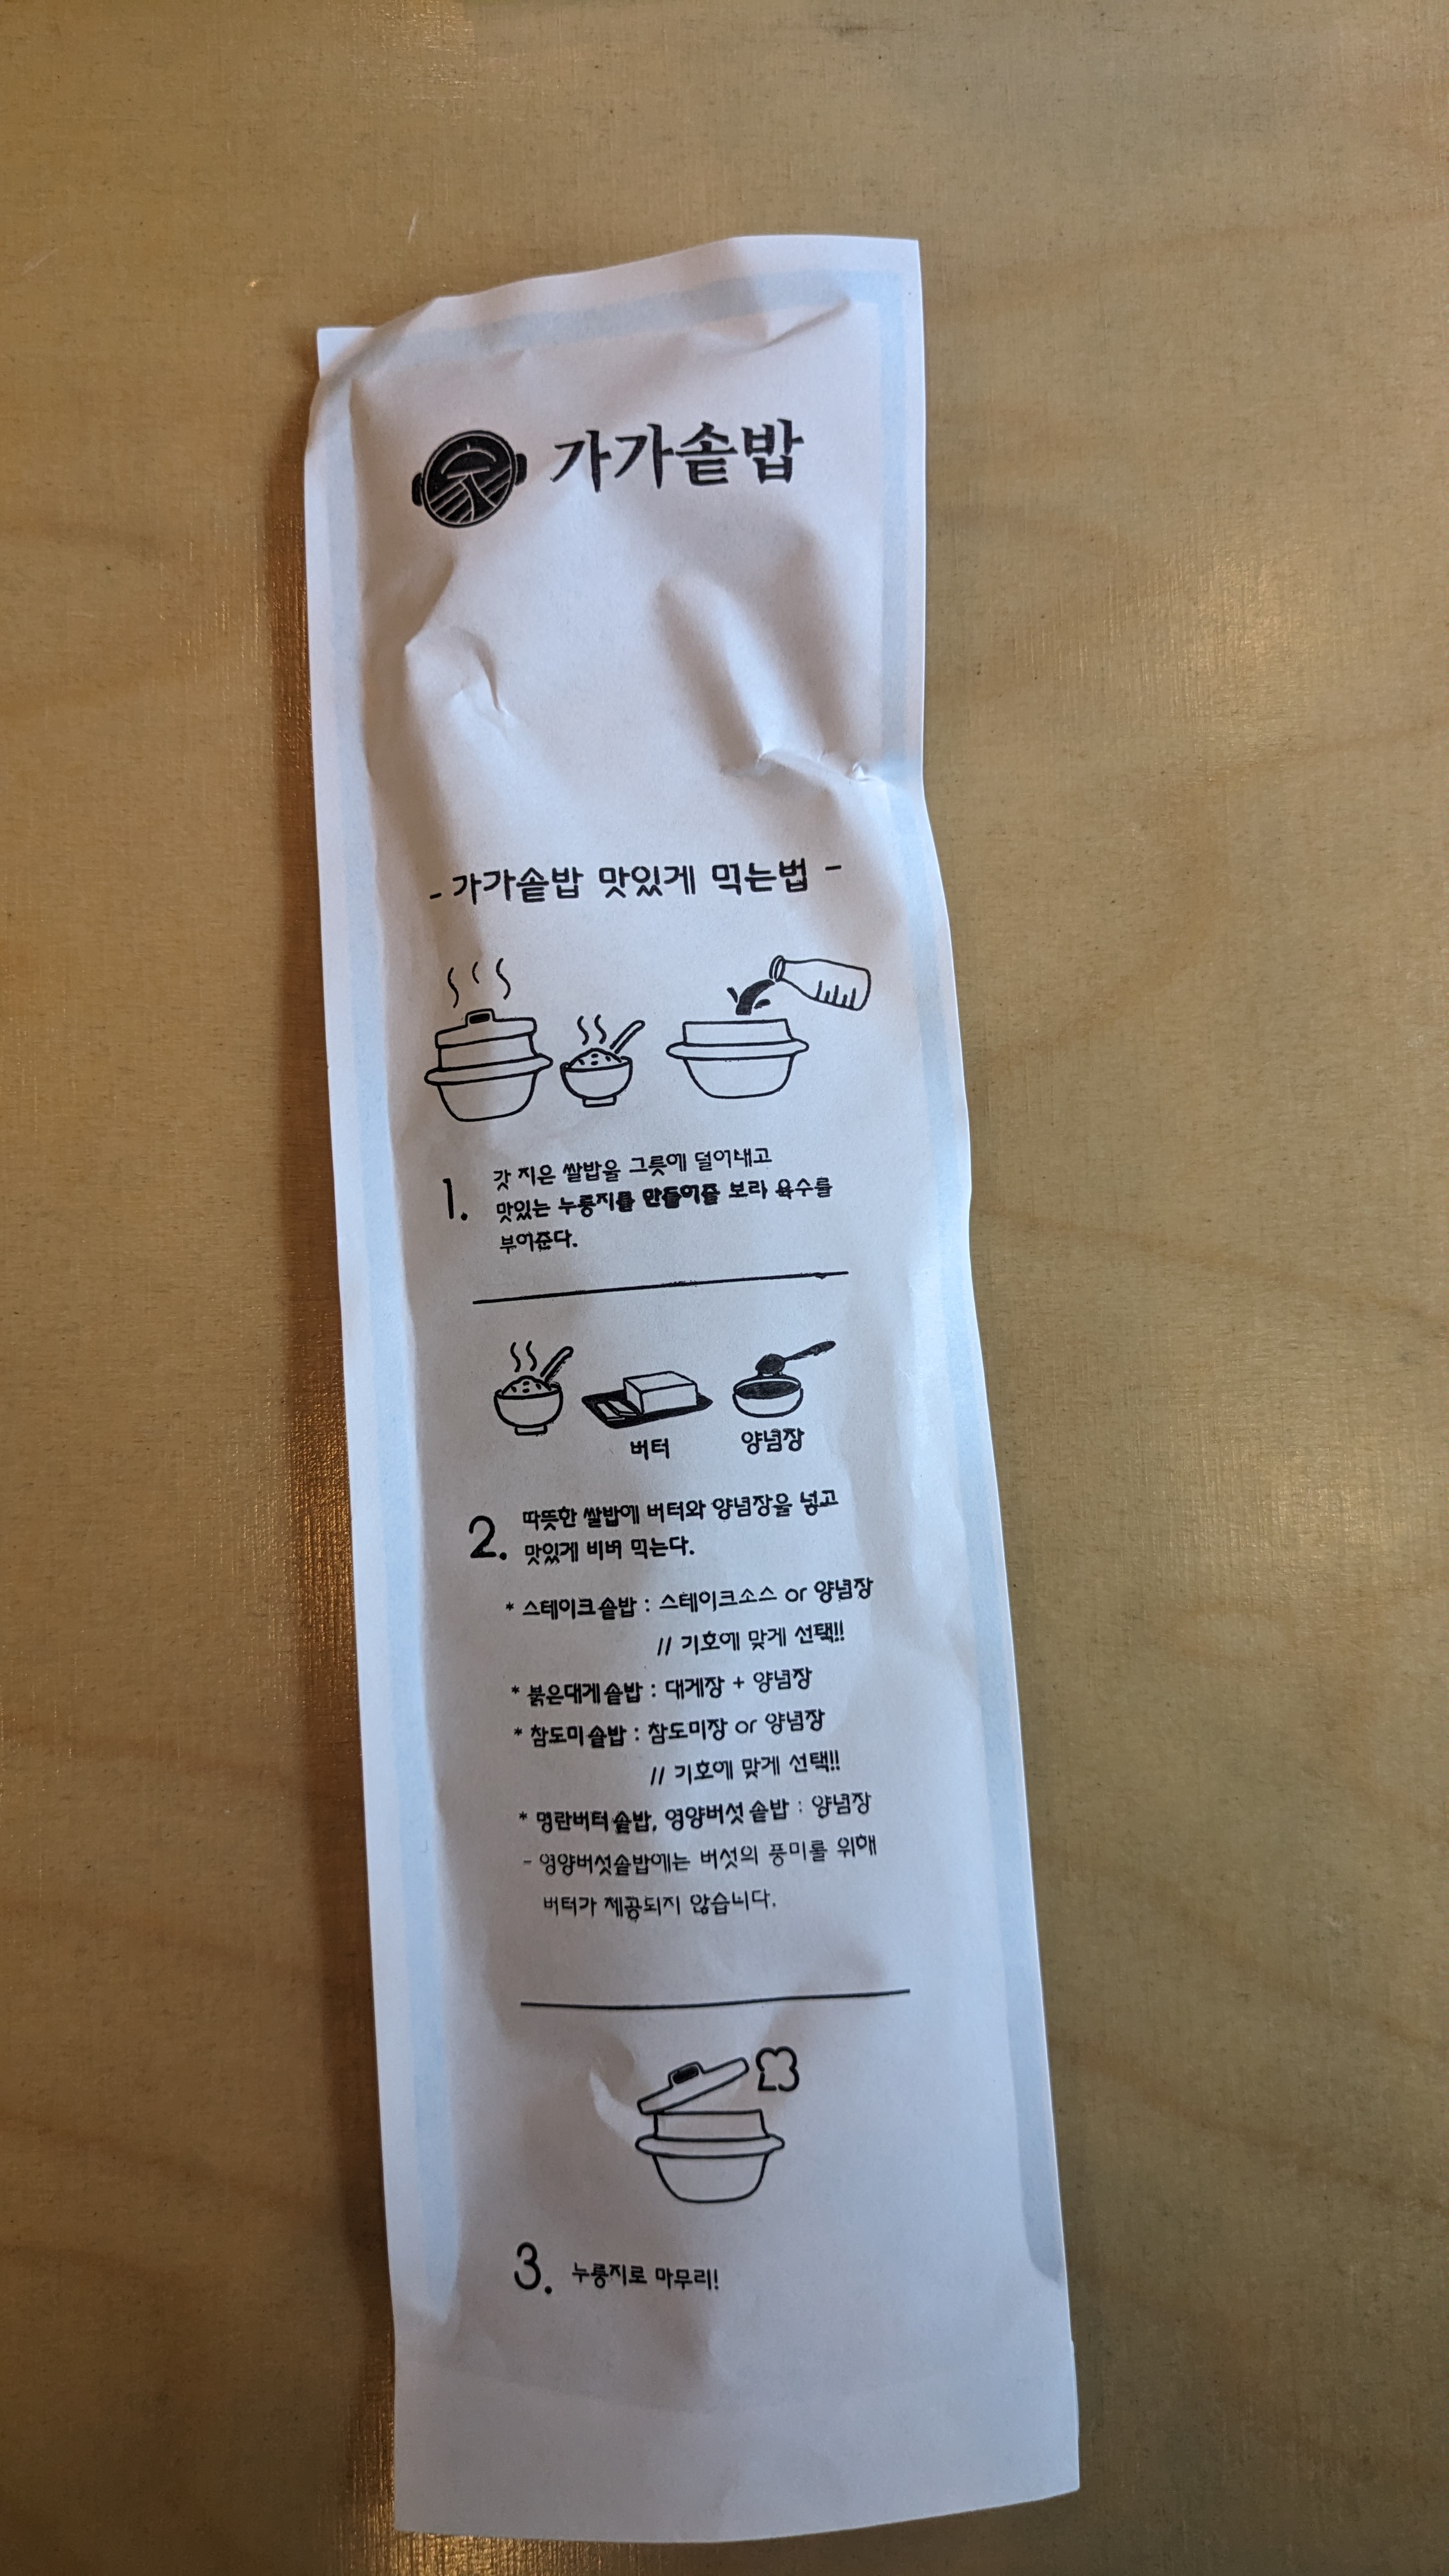 가가솥밥
- 가가솥밥 맛있게 먹는법 -
1. 갓 지은 쌀밥을 그릇에 덜어내고
맛있는 누룽지를 만들어줄 보라 육수를
부어준다.
버터
양념장
2. 따뜻한 쌀밥에 버터와 양념장을 넣고
맛있게 비벼 먹는다.
* 스테이크솥밥 : 스테이크소스 or 양념장
// 기호에 맞게 선택!!
* 붉은대게솥밥 : 대게장 + 양념장
* 참도미솥밥 : 참도미장 or 양념장
// 기호에 맞게 선택!!
* 명란버터솥밥, 영양버섯솥밥 : 양념장
- 영양버섯솥밥에는 버섯의 풍미를 위해
버터가 제공되지 않습니다.
3. 누룽지로 마무리!